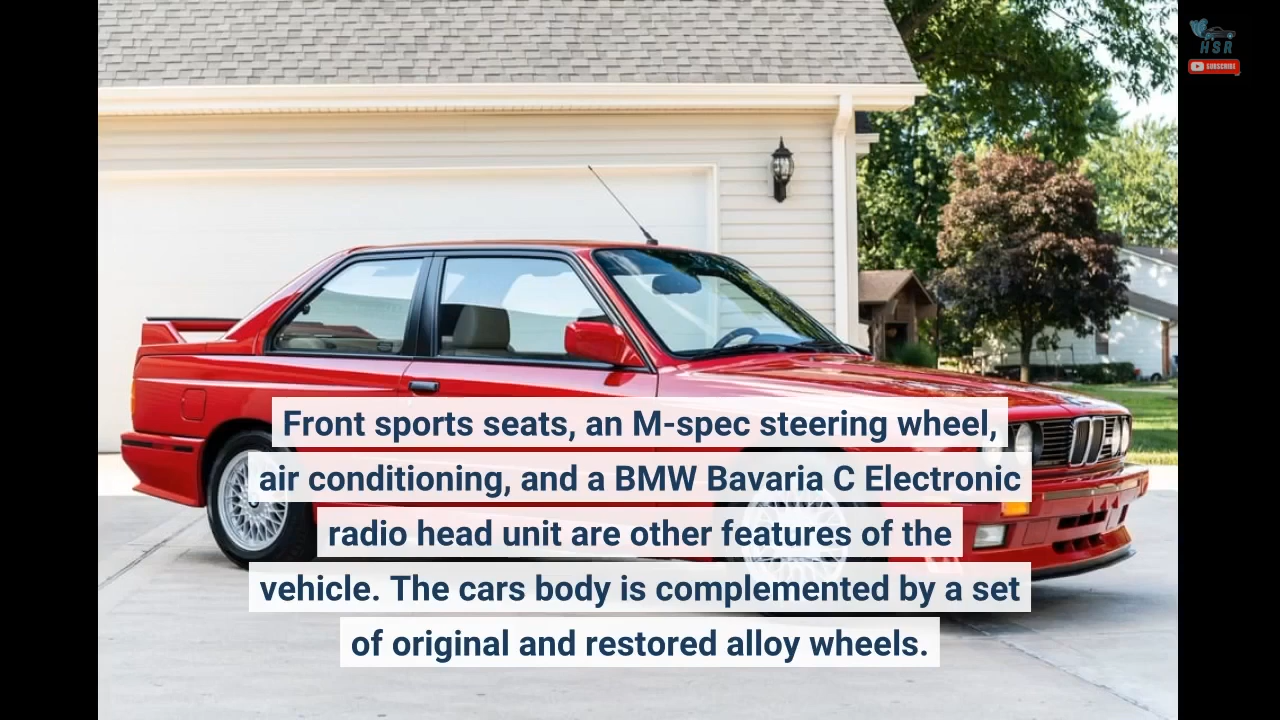 HSR
SUBSCRIBE
Front sports seats, an M-spec steering wheel,
air conditioning, and a BMW Bavaria C Electronic
radio head unit are other features of the
vehicle. The cars body is complemented by a set
of original and restored alloy wheels.